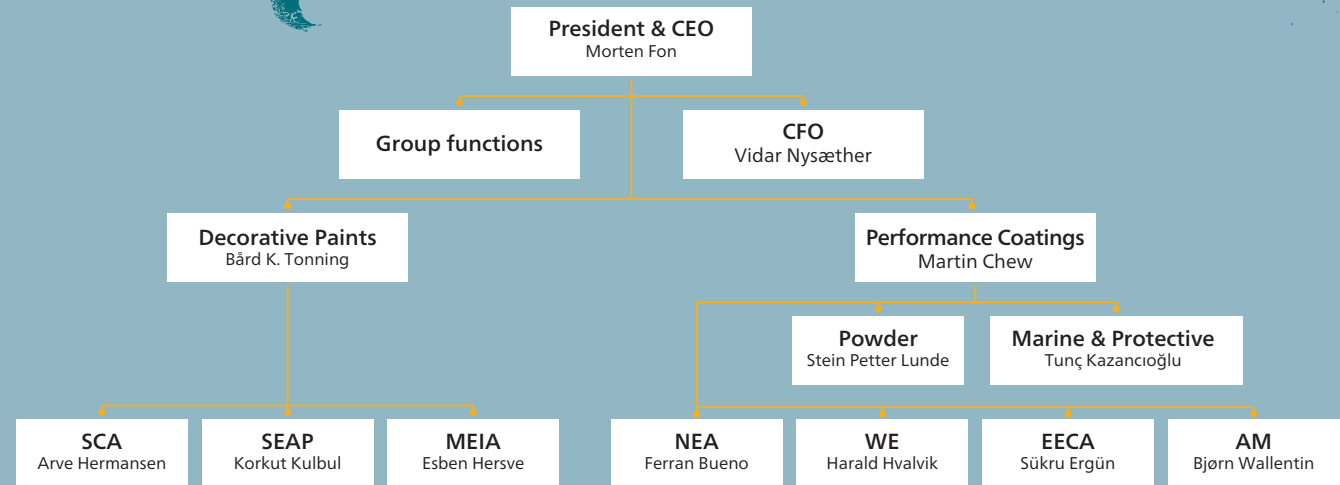 President & CEO
Morten Fon
Group functions
CFO
Vidar Nysæther
Decorative Paints
Bård K. Tonning
Performance Coatings
Martin Chew
Powder
Stein Petter Lunde
Marine & Protective
Tunç Kazancıoğlu
SCA
Arve Hermansen
SEAP
Korkut Kulbul
MEIA
Esben Hersve
NEA
Ferran Bueno
WE
Harald Hvalvik
EECA
Sükru Ergün
AM
Bjørn Wallentin